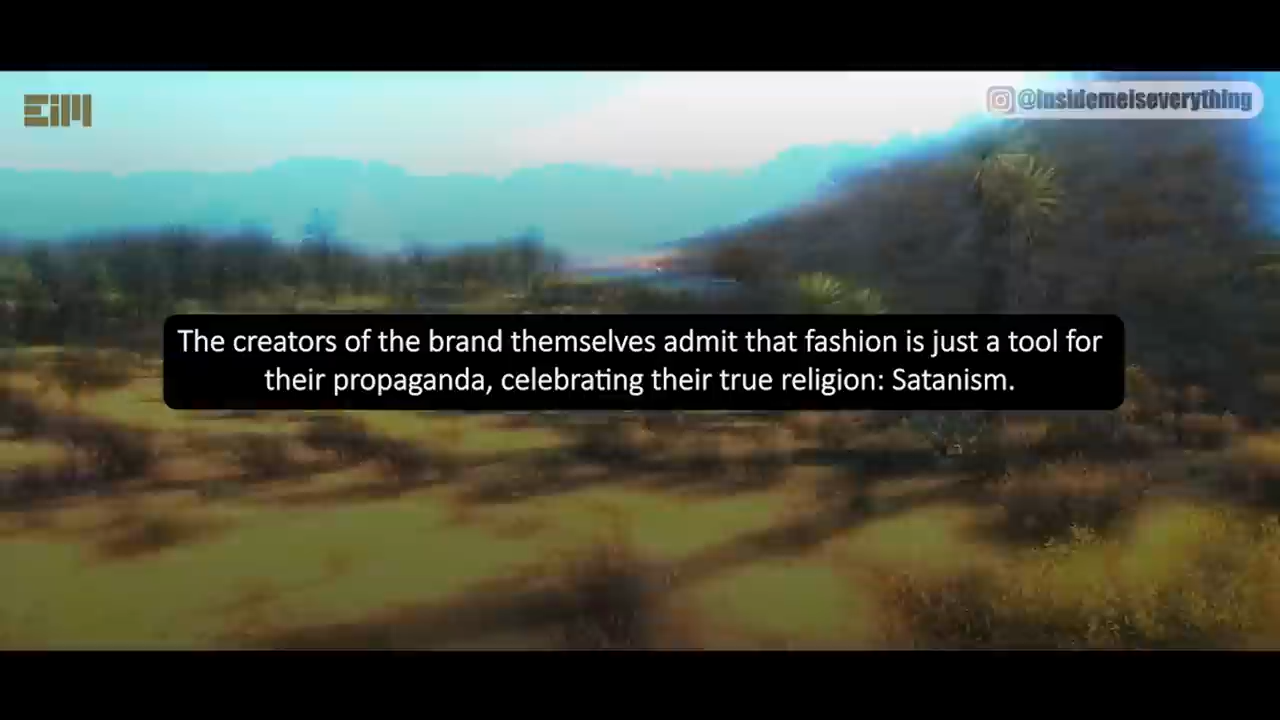 EiM
@insidemeiseverything
The creators of the brand themselves admit that fashion is just a tool for
their propaganda, celebrating their true religion: Satanism.